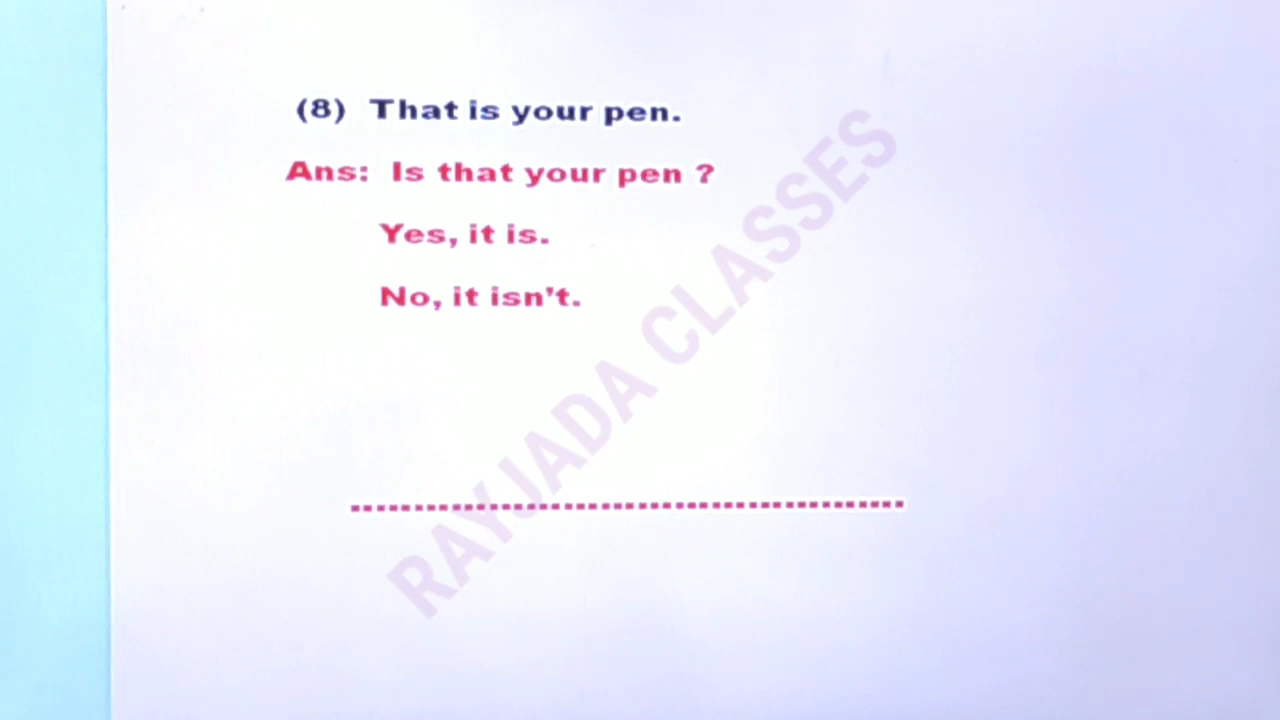 (8) That is your pen.
Ans: Is that your pen ?
Yes, it is.
No, it isn't.
RAYJADA CLASSES